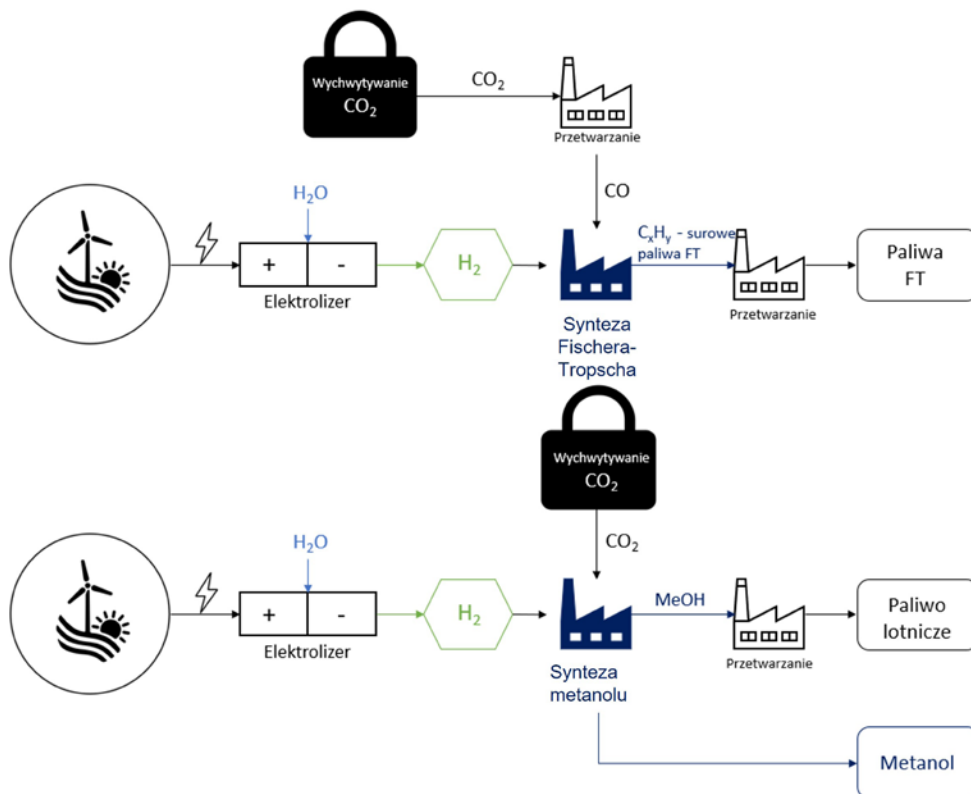 Wychwytywanie
CO₂
CO₂
Przetwarzanie
CO
H₂O
+ -
Elektrolizer
H₂
CₓHᵧ - surowe
paliwa FT
Synteza
Fischera-
Tropscha
Przetwarzanie
Paliwa
FT
Wychwytywanie
CO₂
CO₂
H₂O
+ -
Elektrolizer
H₂
MeOH
Synteza
metanolu
Przetwarzanie
Paliwo
lotnicze
Metanol